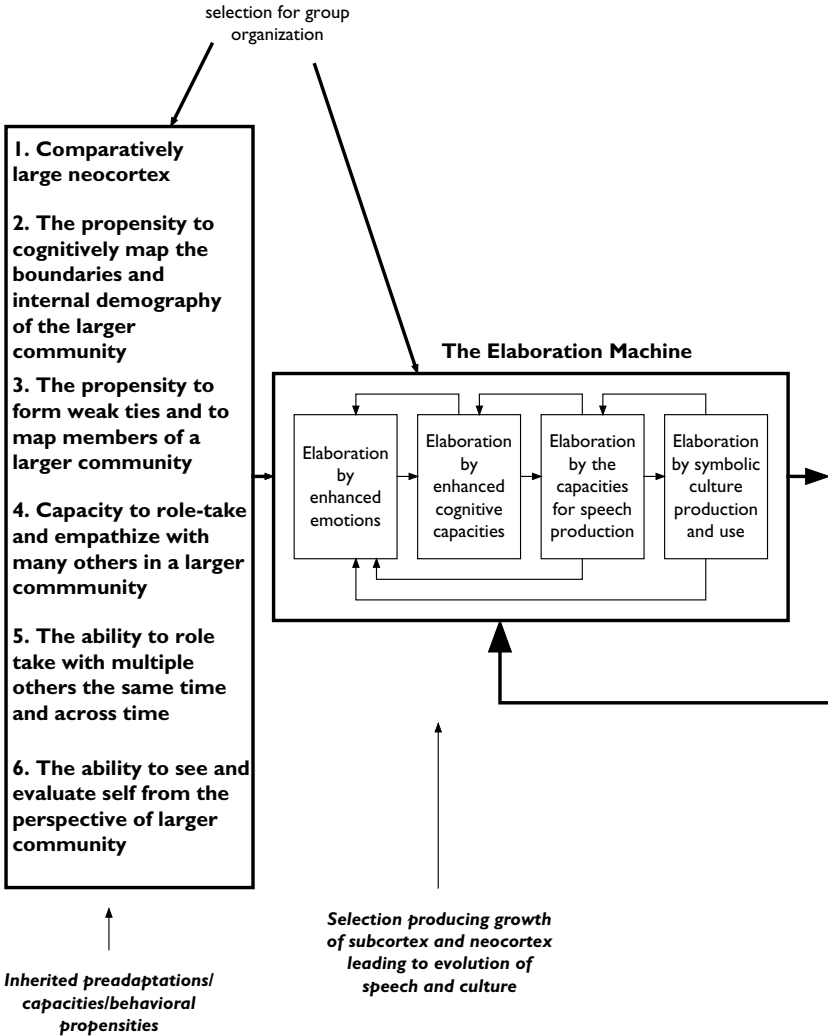 selection for group
organization
1. Comparatively
large neocortex
2. The propensity to
cognitively map the
boundaries and
internal demography
of the larger
community
3. The propensity to
form weak ties and to
map members of a
larger community
4. Capacity to role-take
and empathize with
many others in a larger
commmunity
5. The ability to role
take with multiple
others the same time
and across time
6. The ability to see and
evaluate self from the
perspective of larger
community
The Elaboration Machine
Elaboration
by
enhanced
emotions
Elaboration
by
enhanced
cognitive
capacities
Elaboration
by the
capacities
for speech
production
Elaboration
by symbolic
culture
production
and use
Inherited preadaptations/
capacities/behavioral
propensities
Selection producing growth
of subcortex and neocortex
leading to evolution of
speech and culture